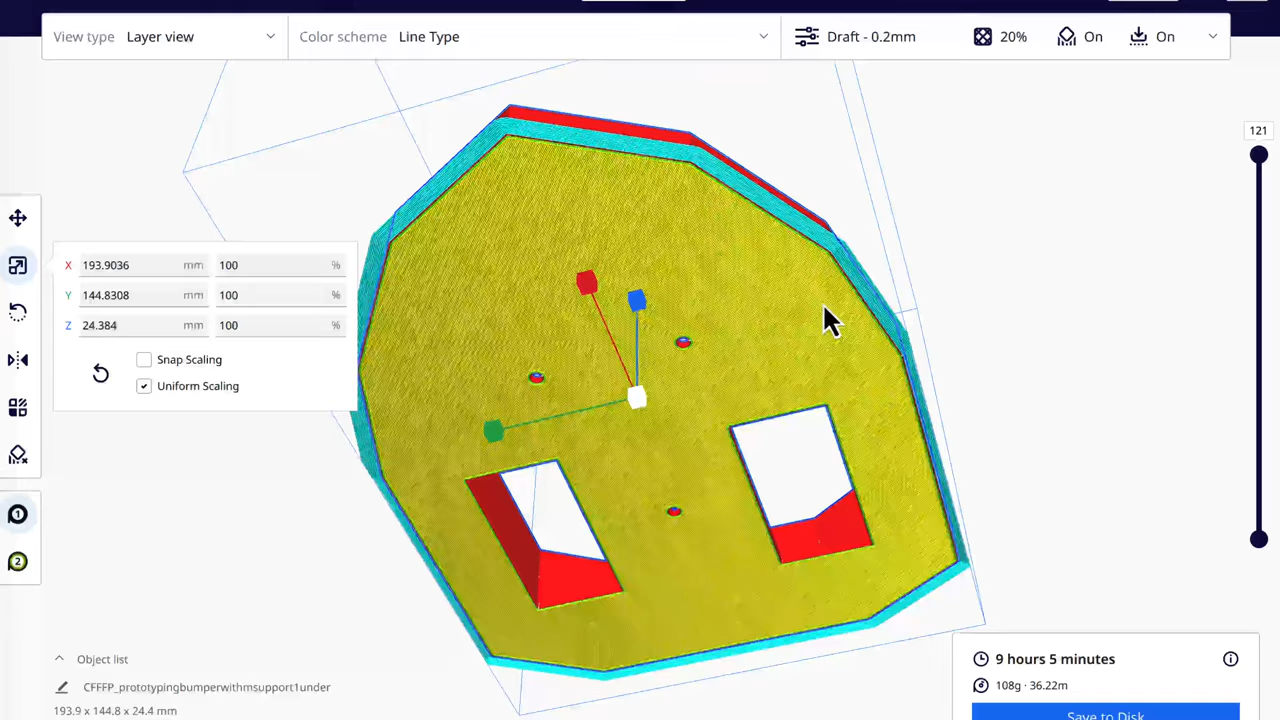 View type Layer view Color scheme Line Type Draft - 0.2mm 20% On On
121
X 193.9036 mm 100 %
Y 144.8308 mm 100 %
Z 24.384 mm 100 %
Snap Scaling
Uniform Scaling
1
2
Object list
CFFFP_prototypingbumperwithmsupport1under
193.9 x 144.8 x 24.4 mm
9 hours 5 minutes
108g · 36.22m
Save to Disk